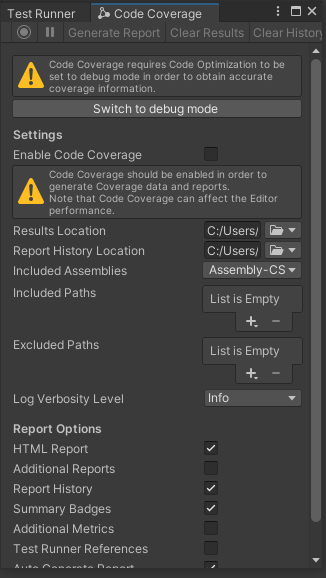 Test Runner
Code Coverage
Generate Report
Clear Results
Clear History
Code Coverage requires Code Optimization to be
set to debug mode in order to obtain accurate
coverage information.
Switch to debug mode
Settings
Enable Code Coverage
Code Coverage should be enabled in order to
generate Coverage data and reports.
Note that Code Coverage can affect the Editor
performance.
Results Location C:/Users/
Report History Location C:/Users/
Included Assemblies Assembly-CS
Included Paths List is Empty
Excluded Paths List is Empty
Log Verbosity Level Info
Report Options
HTML Report
Additional Reports
Report History
Summary Badges
Additional Metrics
Test Runner References
Auto Generate Report